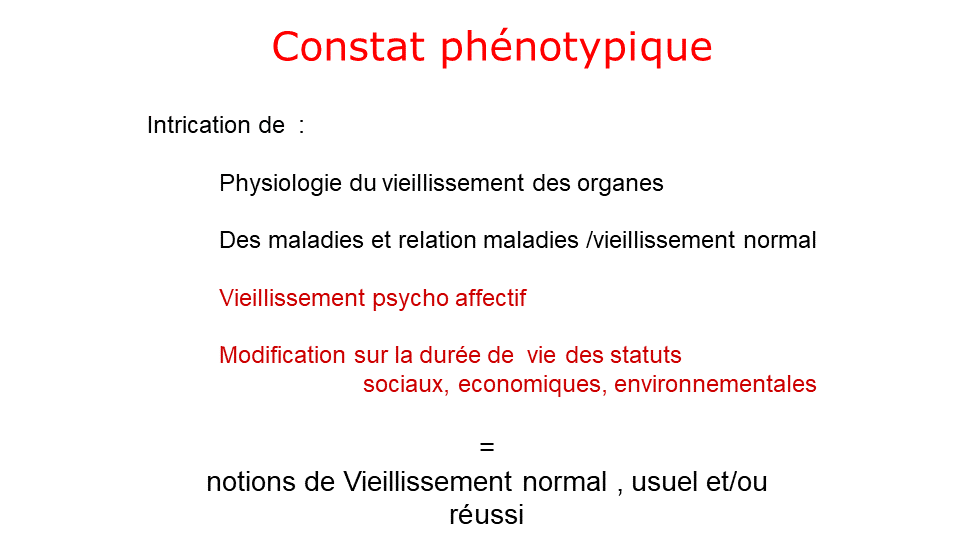 Constat phénotypique
Intrication de  :
Physiologie du vieillissement des organes
Des maladies et relation maladies /vieillissement normal
Vieillissement psycho affectif
Modification sur la durée de  vie des statuts
sociaux, economiques, environnementales
=
notions de Vieillissement normal , usuel et/ou
réussi